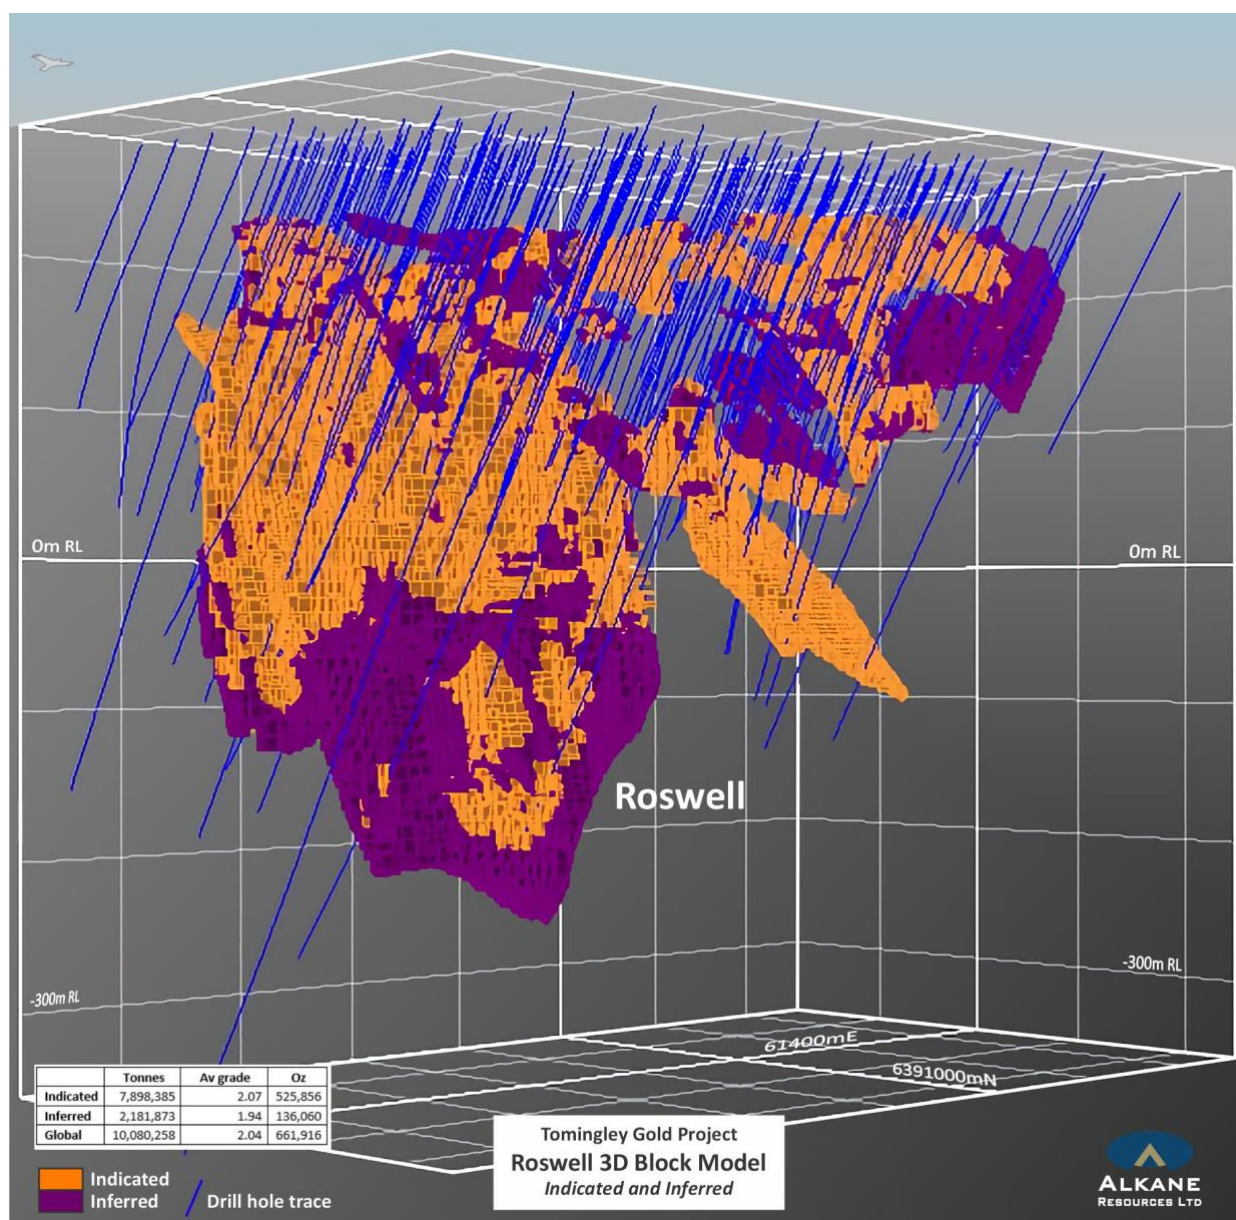 0m RL
0m RL
Roswell
-300m RL
-300m RL
61400mE
6391000mN
Tonnes Av grade Oz
Indicated 7,898,385 2.07 525,856
Inferred 2,181,873 1.94 136,060
Global 10,080,258 2.04 661,916
Indicated
Inferred
Drill hole trace
Tomingley Gold Project
Roswell 3D Block Model
Indicated and Inferred
ALKANE
RESOURCES LTD